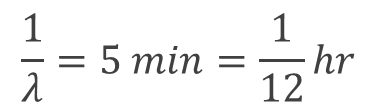 1/λ = 5 min = 1/12 hr